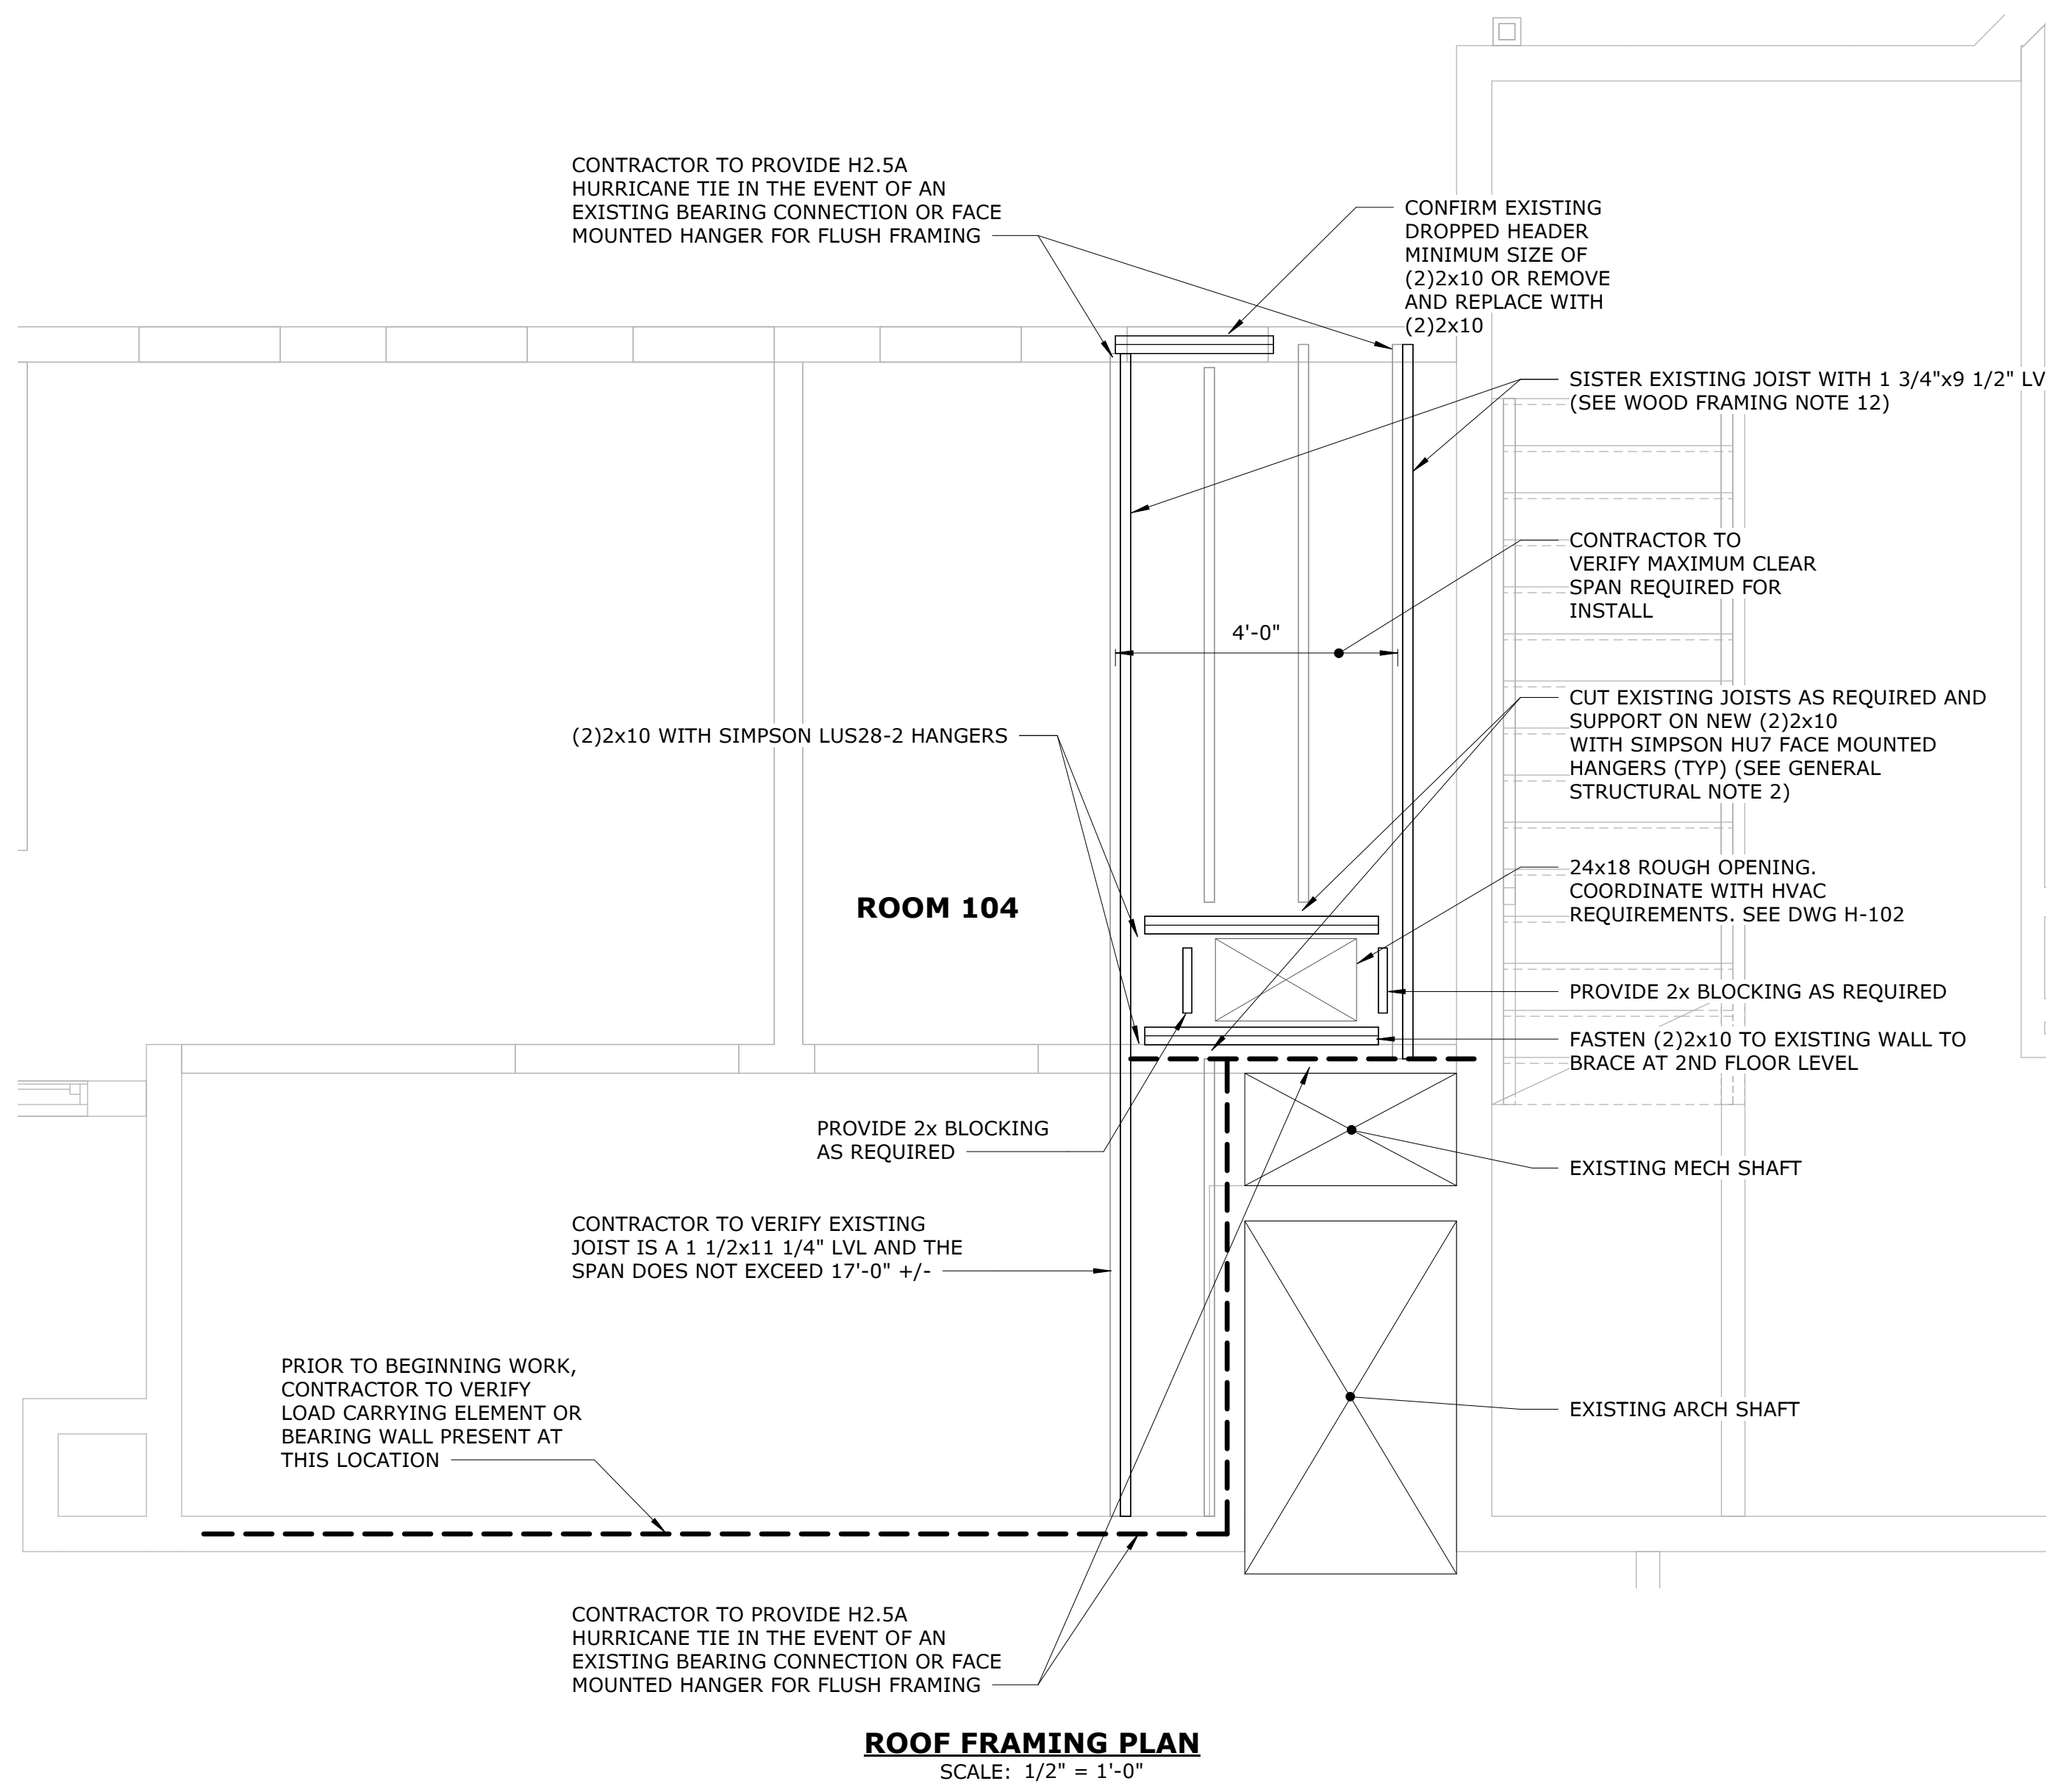 CONTRACTOR TO PROVIDE H2.5A
HURRICANE TIE IN THE EVENT OF AN
EXISTING BEARING CONNECTION OR FACE
MOUNTED HANGER FOR FLUSH FRAMING
CONFIRM EXISTING
DROPPED HEADER
MINIMUM SIZE OF
(2)2x10 OR REMOVE
AND REPLACE WITH
(2)2x10
SISTER EXISTING JOIST WITH 1 3/4"x9 1/2" LV
(SEE WOOD FRAMING NOTE 12)
CONTRACTOR TO
VERIFY MAXIMUM CLEAR
SPAN REQUIRED FOR
INSTALL
4'-0"
CUT EXISTING JOISTS AS REQUIRED AND
SUPPORT ON NEW (2)2x10
WITH SIMPSON HU7 FACE MOUNTED
HANGERS (TYP) (SEE GENERAL
STRUCTURAL NOTE 2)
(2)2x10 WITH SIMPSON LUS28-2 HANGERS
24x18 ROUGH OPENING.
COORDINATE WITH HVAC
REQUIREMENTS. SEE DWG H-102
ROOM 104
PROVIDE 2x BLOCKING AS REQUIRED
FASTEN (2)2x10 TO EXISTING WALL TO
BRACE AT 2ND FLOOR LEVEL
PROVIDE 2x BLOCKING
AS REQUIRED
EXISTING MECH SHAFT
CONTRACTOR TO VERIFY EXISTING
JOIST IS A 1 1/2x11 1/4" LVL AND THE
SPAN DOES NOT EXCEED 17'-0" +/-
PRIOR TO BEGINNING WORK,
CONTRACTOR TO VERIFY
LOAD CARRYING ELEMENT OR
BEARING WALL PRESENT AT
THIS LOCATION
EXISTING ARCH SHAFT
CONTRACTOR TO PROVIDE H2.5A
HURRICANE TIE IN THE EVENT OF AN
EXISTING BEARING CONNECTION OR FACE
MOUNTED HANGER FOR FLUSH FRAMING
ROOF FRAMING PLAN
SCALE: 1/2" = 1'-0"